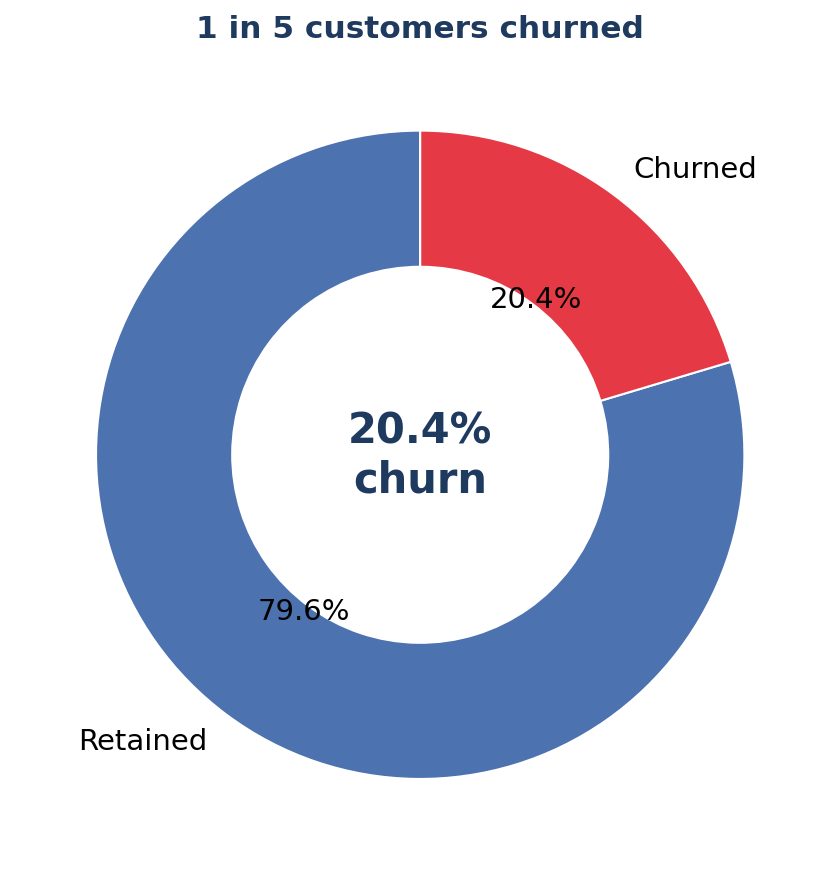 1 in 5 customers churned
Churned
20.4%
20.4%
churn
79.6%
Retained